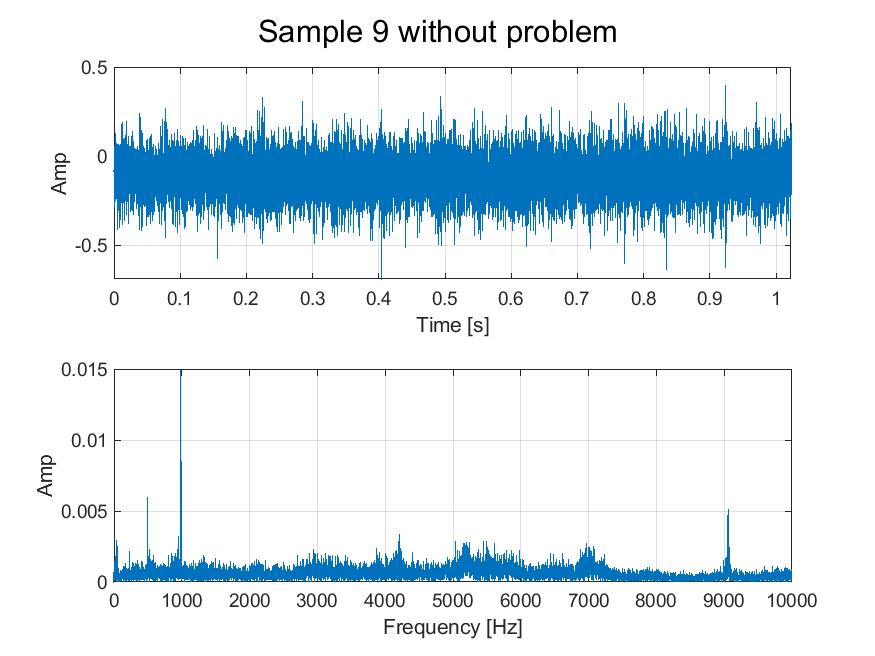 Sample 9 without problem
0.5
0
-0.5
Amp
0 0.1 0.2 0.3 0.4 0.5 0.6 0.7 0.8 0.9 1
Time [s]
0.015
0.01
0.005
0
Amp
0 1000 2000 3000 4000 5000 6000 7000 8000 9000 10000
Frequency [Hz]